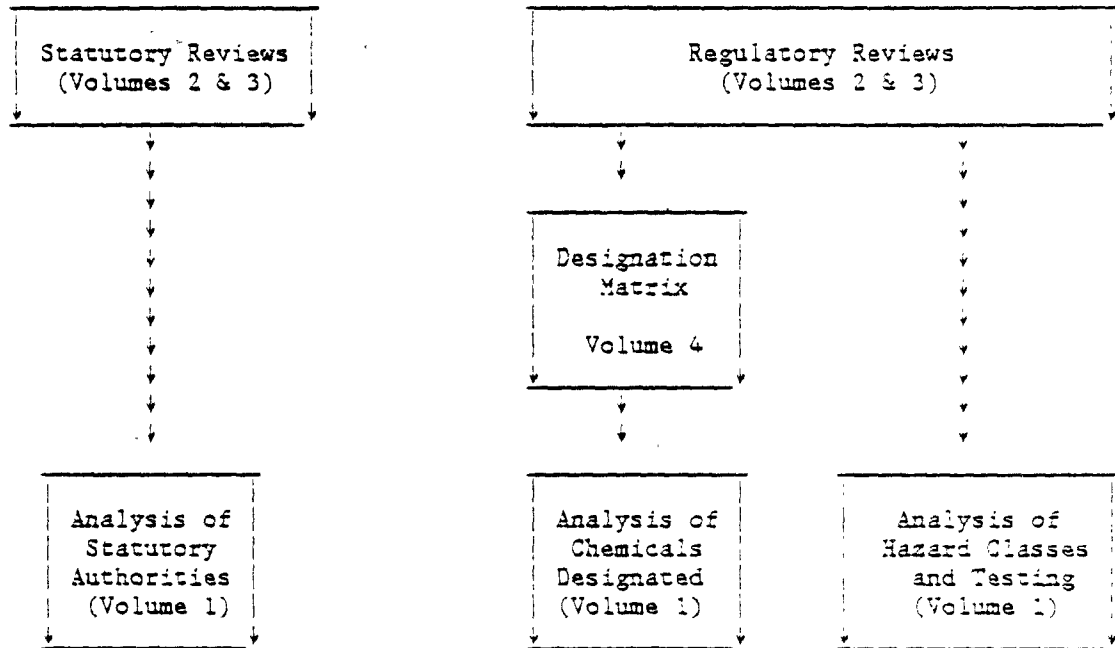 Statutory Reviews
(Volumes 2 & 3)
Regulatory Reviews
(Volumes 2 & 3)
Designation
Matrix
Volume 4
Analysis of
Statutory
Authorities
(Volume 1)
Analysis of
Chemicals
Designated
(Volume 1)
Analysis of
Hazard Classes
and Testing
(Volume 1)